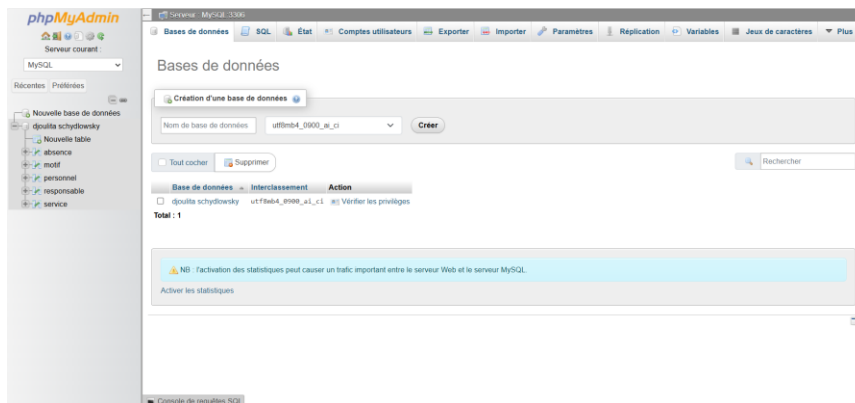 phpMyAdmin
Serveur courant :
MySQL
Récentes Préférées
Nouvelle base de données
djoulita schydlowsky
Nouvelle table
absence
motif
personnel
responsable
service
Serveur : MySQL:3306
Bases de données SQL État Comptes utilisateurs Exporter Importer Paramètres Réplication Variables Jeux de caractères Plus
Bases de données
Création d'une base de données
Nom de base de données utf8mb4_0900_ai_ci Créer
Tout cocher Supprimer Rechercher
Base de données Interclassement Action
djoulita schydlowsky utf8mb4_0900_ai_ci Vérifier les privilèges
Total : 1
NB : l'activation des statistiques peut causer un trafic important entre le serveur Web et le serveur MySQL.
Activer les statistiques
Console de requêtes SQL